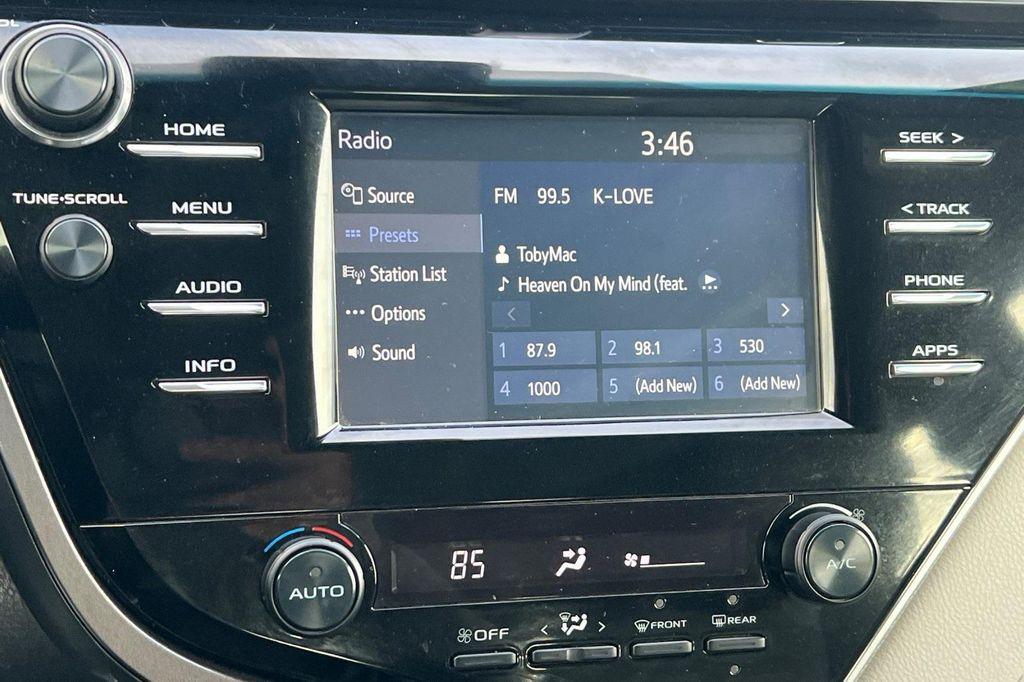 OL
HOME
TUNE•SCROLL
MENU
AUDIO
INFO
Radio 3:46
Source
Presets
Station List
Options
Sound
FM 99.5 K-LOVE
TobyMac
Heaven On My Mind (feat.
< >
1 87.9 2 98.1 3 530
4 1000 5 (Add New) 6 (Add New)
SEEK >
< TRACK
PHONE
APPS
AUTO
85
A/C
OFF
< >
FRONT
REAR